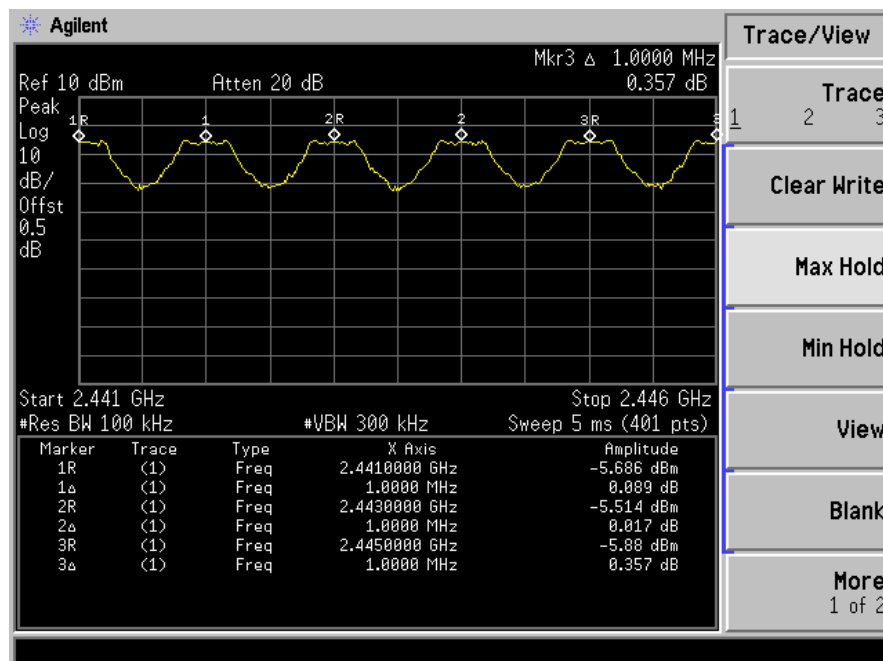 Agilent
Trace/View
Mkr3 Δ 1.0000 MHz
Ref 10 dBm Atten 20 dB 0.357 dB
Peak
Log
10
dB/
Offst
0.5
dB
1R 1 2R 2 3R 3
Start 2.441 GHz Stop 2.446 GHz
#Res BW 100 kHz #VBW 300 kHz Sweep 5 ms (401 pts)
Marker Trace Type X Axis Amplitude
1R (1) Freq 2.4410000 GHz -5.686 dBm
1Δ (1) Freq 1.0000 MHz 0.089 dB
2R (1) Freq 2.4430000 GHz -5.514 dBm
2Δ (1) Freq 1.0000 MHz 0.017 dB
3R (1) Freq 2.4450000 GHz -5.88 dBm
3Δ (1) Freq 1.0000 MHz 0.357 dB
Trace
1 2 3
Clear Write
Max Hold
Min Hold
View
Blank
More
1 of 2